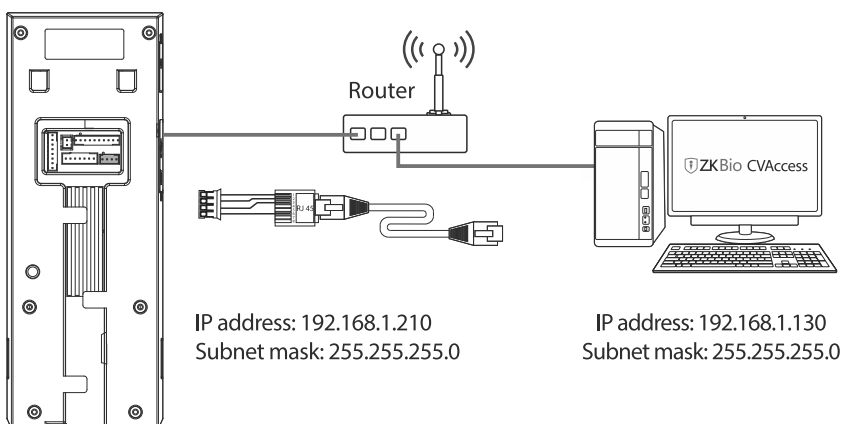 Router
ZKBio CVAccess
RJ 45
IP address: 192.168.1.210
Subnet mask: 255.255.255.0
IP address: 192.168.1.130
Subnet mask: 255.255.255.0